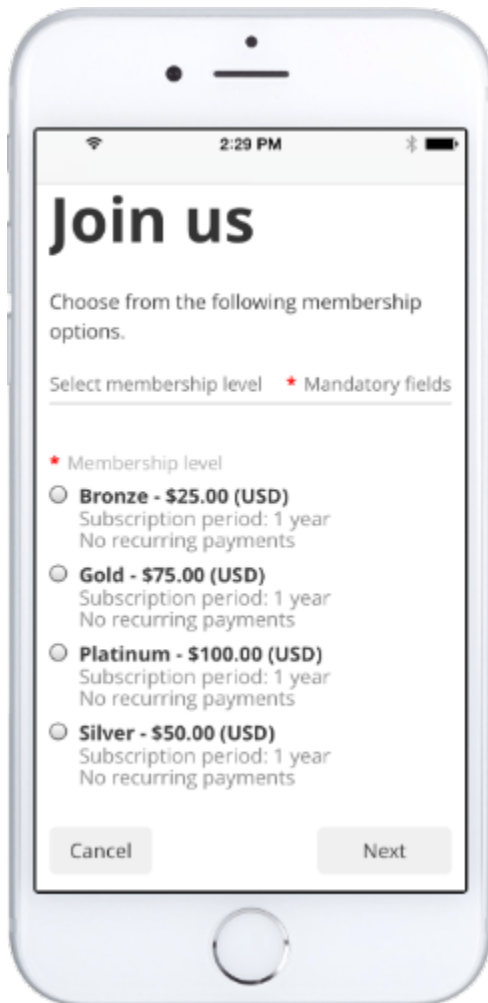 2:29 PM
Join us
Choose from the following membership
options.
Select membership level * Mandatory fields
* Membership level
Bronze - $25.00 (USD)
Subscription period: 1 year
No recurring payments
Gold - $75.00 (USD)
Subscription period: 1 year
No recurring payments
Platinum - $100.00 (USD)
Subscription period: 1 year
No recurring payments
Silver - $50.00 (USD)
Subscription period: 1 year
No recurring payments
Cancel Next